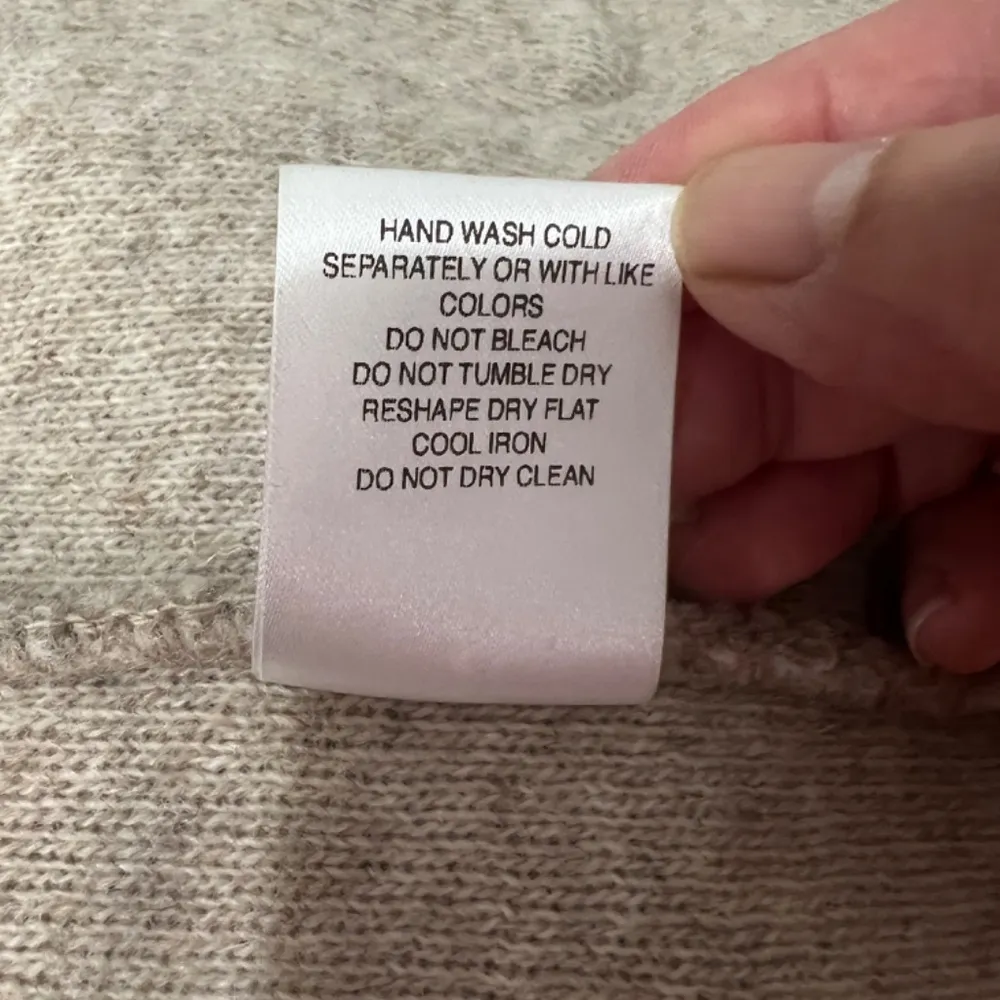 HAND WASH COLD
SEPARATELY OR WITH LIKE
COLORS
DO NOT BLEACH
DO NOT TUMBLE DRY
RESHAPE DRY FLAT
COOL IRON
DO NOT DRY CLEAN